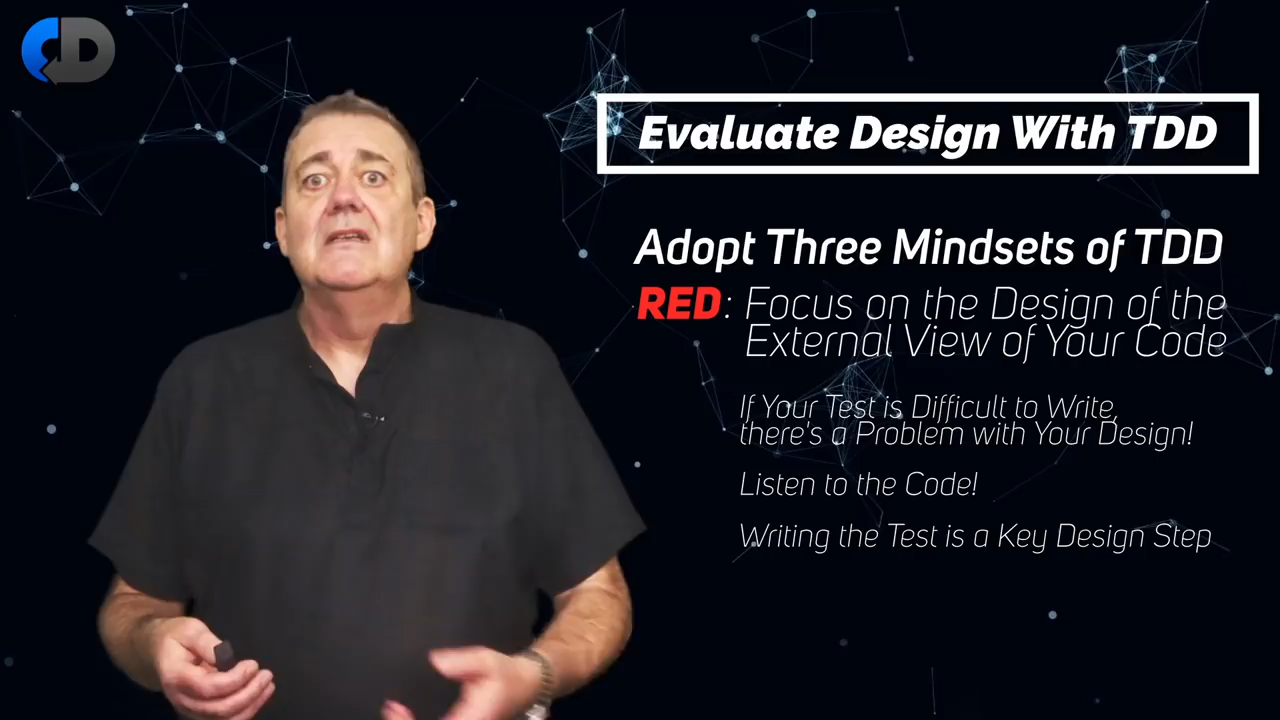 CD
Evaluate Design With TDD
Adopt Three Mindsets of TDD
RED: Focus on the Design of the
External View of Your Code
If Your Test is Difficult to Write,
there's a Problem with Your Design!
Listen to the Code!
Writing the Test is a Key Design Step